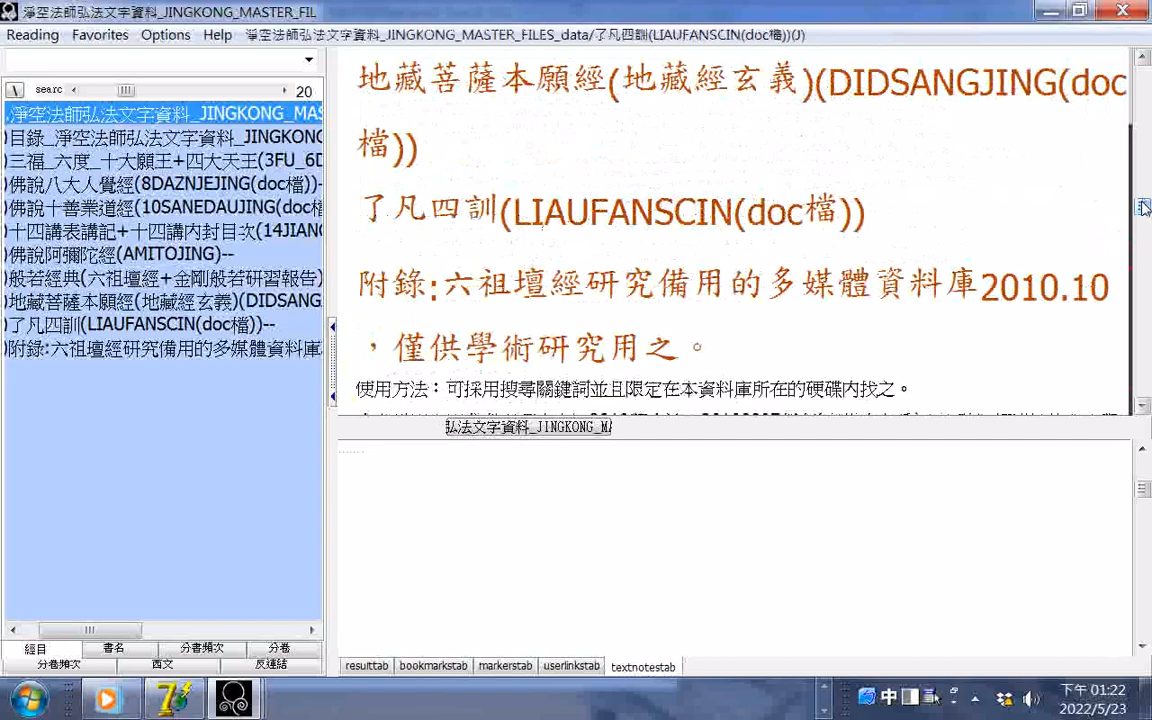 淨空法師弘法文字資料_JINGKONG_MASTER_FIL
Reading Favorites Options Help 淨空法師弘法文字資料_JINGKONG_MASTER_FILES_data/了凡四訓(LIAUFANSCIN(doc檔))(J)
\ searc 20
.淨空法師弘法文字資料_JINGKONG_MAS
)目錄_淨空法師弘法文字資料_JINGKONG
)三福_六度_十大願王+四大天王(3FU_6D
)佛說八大人覺經(8DAZNJEJING(doc檔))--
)佛說十善業道經(10SANEDAUJING(doc檔
)十四講表講記+十四講內封目次(14JIANG
)佛說阿彌陀經(AMITOJING)--
)般若經典(六祖壇經+金剛般若研習報告)
)地藏菩薩本願經(地藏經玄義)(DIDSANG
)了凡四訓(LIAUFANSCIN(doc檔))--
)附錄:六祖壇經研究備用的多媒體資料庫
經目 書名 分書頻次 分卷
分卷頻次 西文 反連結
地藏菩薩本願經(地藏經玄義)(DIDSANGJING(doc
檔))
了凡四訓(LIAUFANSCIN(doc檔))
附錄:六祖壇經研究備用的多媒體資料庫2010.10
，僅供學術研究用之。
使用方法：可採用搜尋關鍵詞並且限定在本資料庫所在的硬碟內找之。
弘法文字資料_JINGKONG_MA
resulttab bookmarkstab markerstab userlinkstab textnotestab
中
下午 01:22
2022/5/23